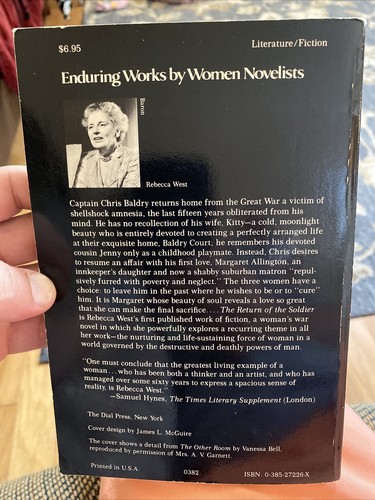 $6.95
Literature/Fiction
Enduring Works by Women Novelists
Baron
Rebecca West
Captain Chris Baldry returns home from the Great War a victim of
shellshock amnesia, the last fifteen years obliterated from his
mind. He has no recollection of his wife, Kitty—a cold, moonlight
beauty who is entirely devoted to creating a perfectly arranged life
at their exquisite home, Baldry Court; he remembers his devoted
cousin Jenny only as a childhood playmate. Instead, Chris desires
to resume an affair with his first love, Margaret Allington, an
innkeeper's daughter and now a shabby suburban matron "repul-
sively furred with poverty and neglect." The three women have a
choice: to leave him in the past where he wishes to be or to "cure"
him. It is Margaret whose beauty of soul reveals a love so great
that she can make the final sacrifice.... The Return of the Soldier
is Rebecca West's first published work of fiction, a woman's war
novel in which she powerfully explores a recurring theme in all
her work—the nurturing and life-sustaining force of woman in a
world governed by the destructive and deathly powers of man.
"One must conclude that the greatest living example of a
woman...who has been both a thinker and an artist, and who has
managed over some sixty years to express a spacious sense of
reality, is Rebecca West."
—Samuel Hynes, The Times Literary Supplement (London)
The Dial Press, New York
Cover design by James L. McGuire
The cover shows a detail from The Other Room by Vanessa Bell,
reproduced by permission of Mrs. A. V. Garnett.
Printed in U.S.A.
0382
ISBN: 0-385-27226-X